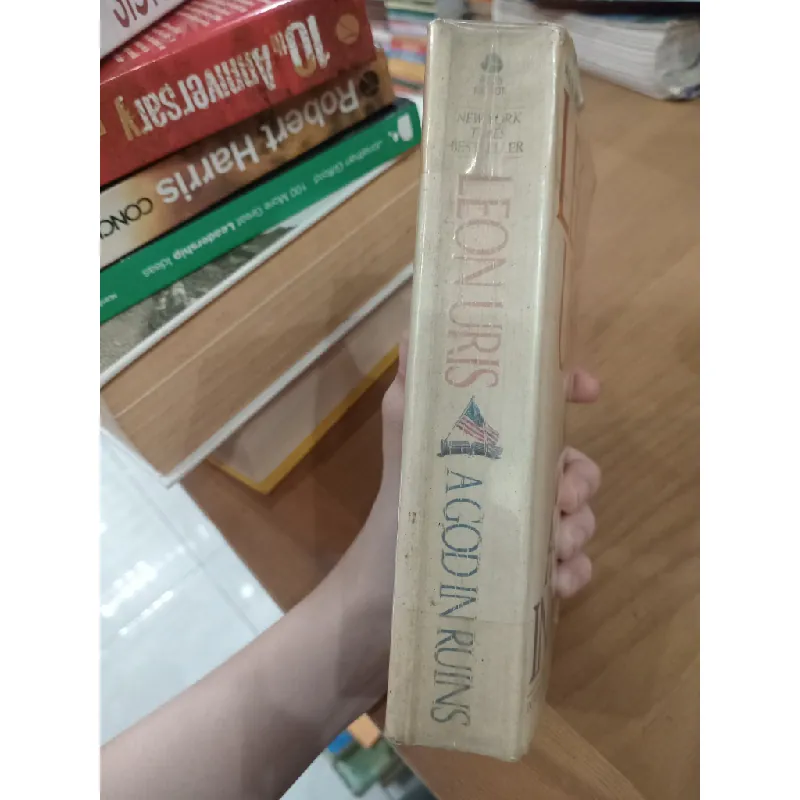 NEW YORK
TIMES
BESTSELLER
LEON URIS
A GOD IN RUINS
10th Anniversary
Robert Harris
CONCL
Jonathan Gifford 100 More Great Leadership Ideas